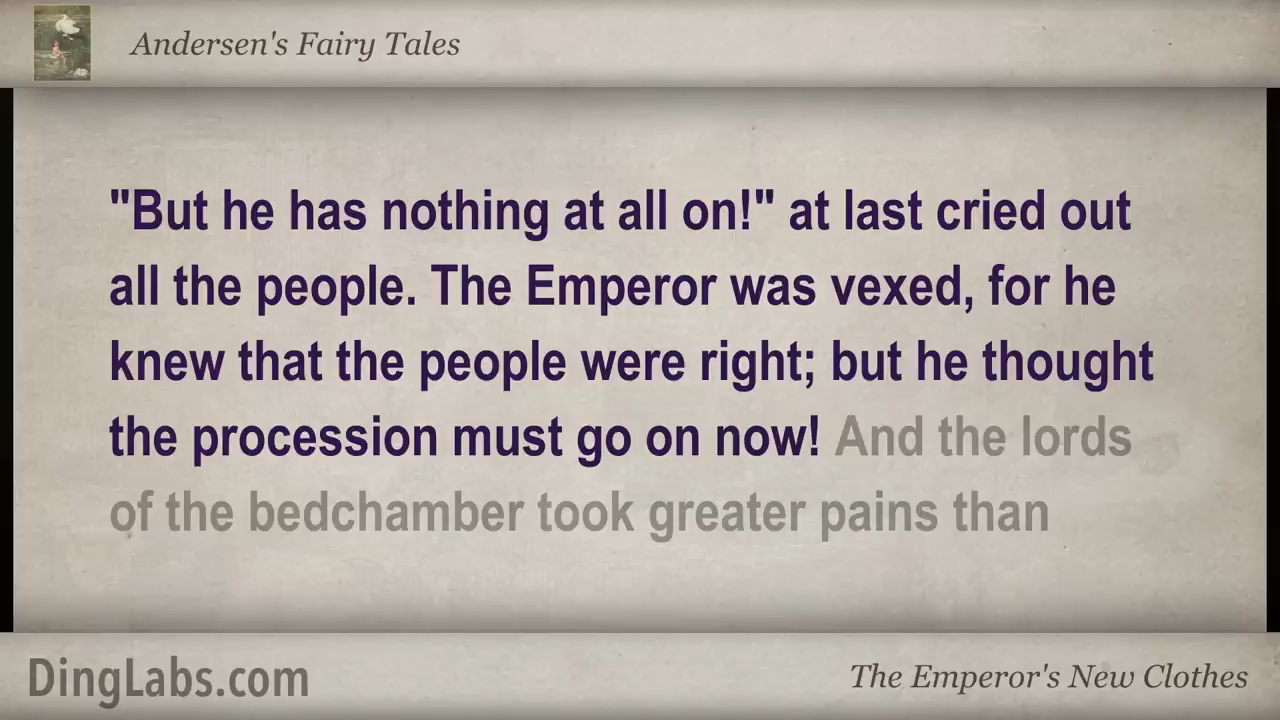 Andersen's Fairy Tales
"But he has nothing at all on!" at last cried out
all the people. The Emperor was vexed, for he
knew that the people were right; but he thought
the procession must go on now! And the lords
of the bedchamber took greater pains than
DingLabs.com
The Emperor's New Clothes